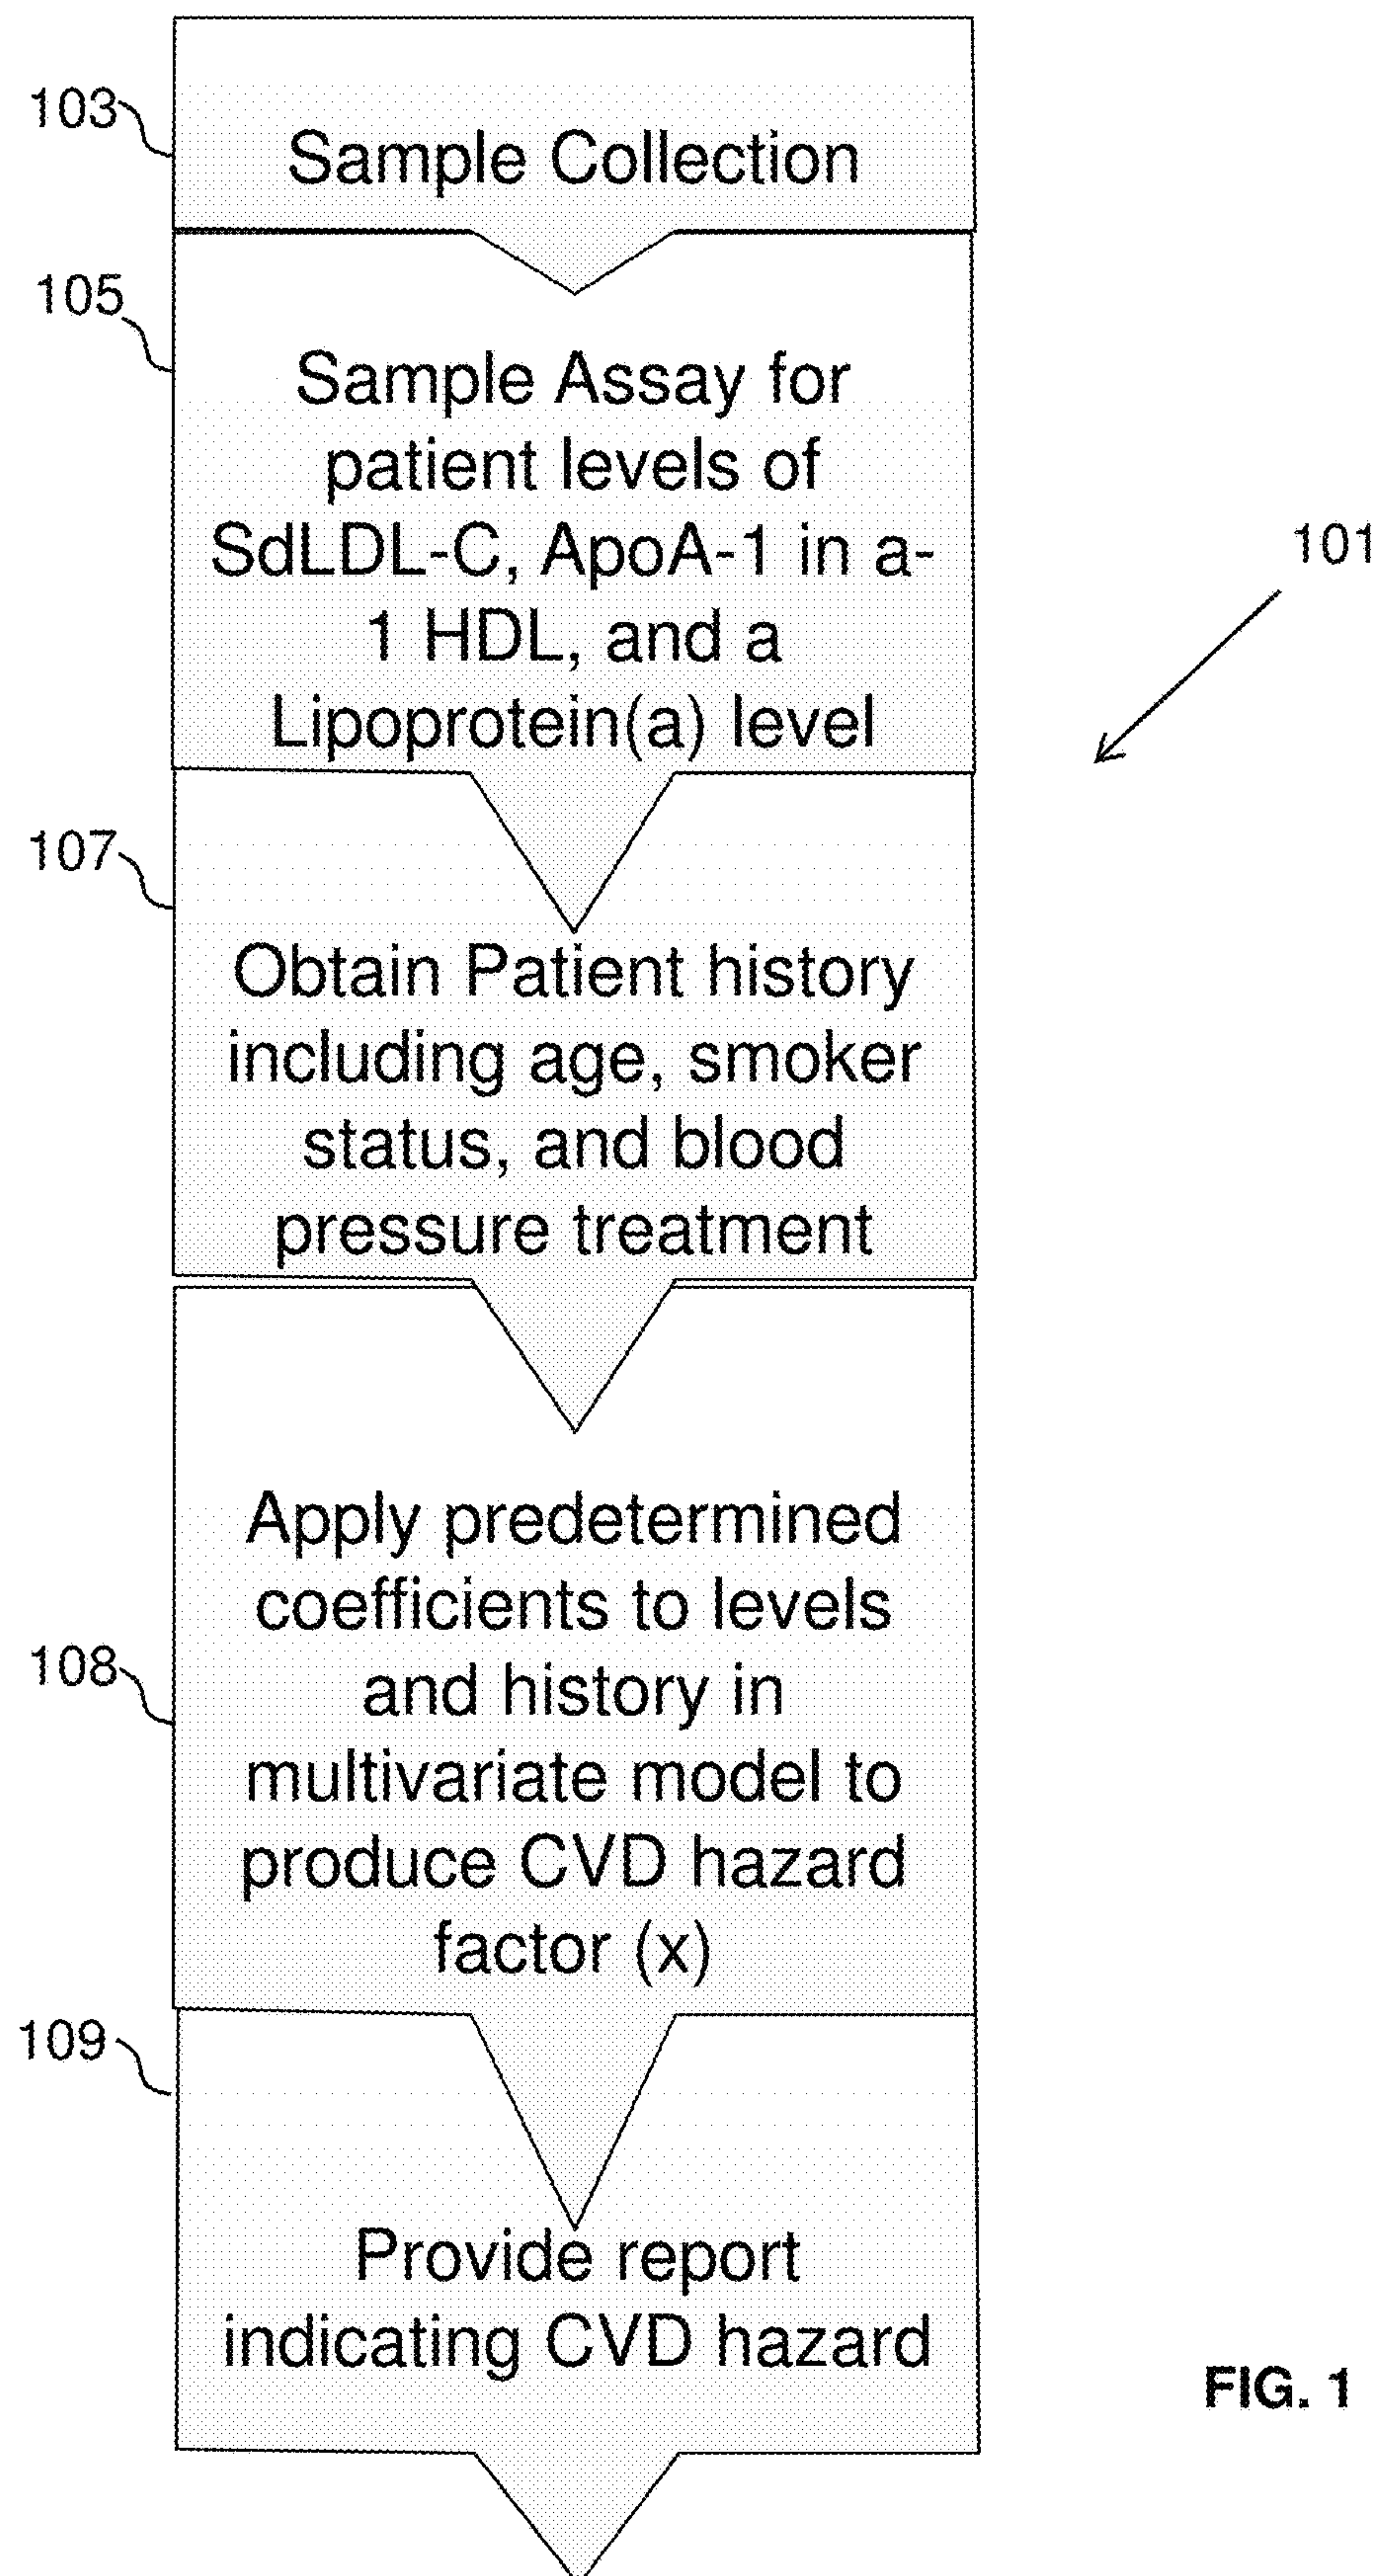 103
Sample Collection
105
Sample Assay for
patient levels of
SdLDL-C, ApoA-1 in a-
1 HDL, and a
Lipoprotein(a) level
101
107
Obtain Patient history
including age, smoker
status, and blood
pressure treatment
108
Apply predetermined
coefficients to levels
and history in
multivariate model to
produce CVD hazard
factor (x)
109
Provide report
indicating CVD hazard
FIG. 1